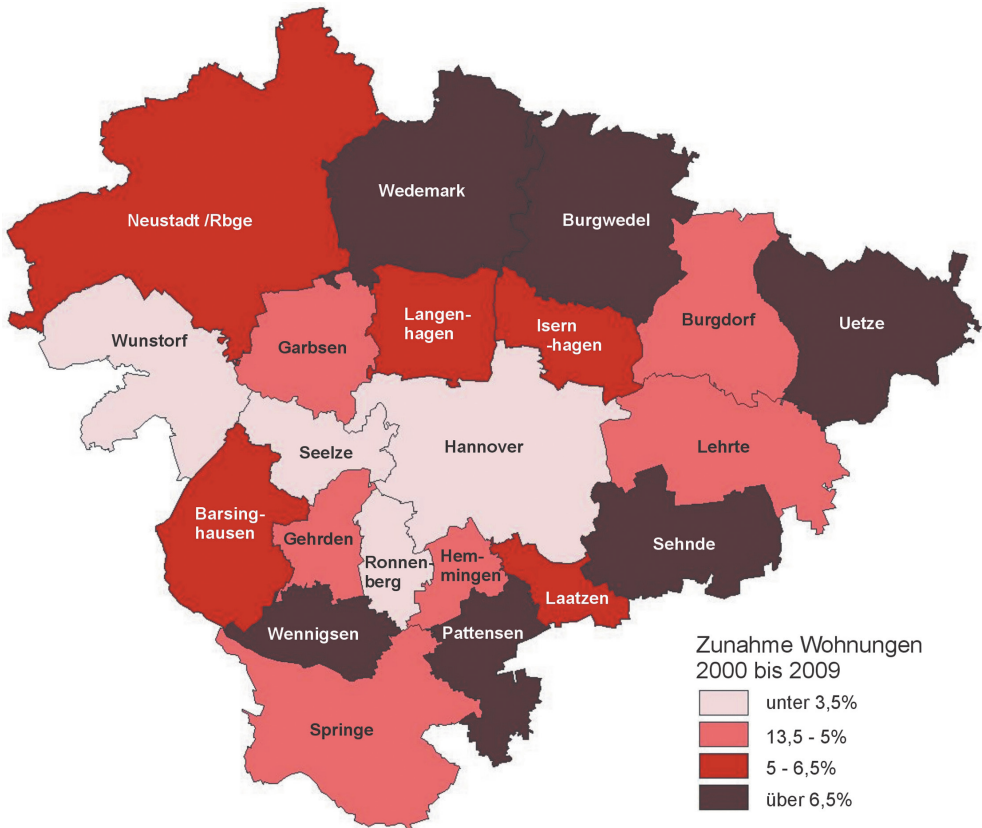 Wedemark
Neustadt /Rbge
Burgwedel
Langen-
hagen
Isern
-hagen
Burgdorf
Uetze
Wunstorf
Garbsen
Seelze
Hannover
Lehrte
Barsing-
hausen
Gehrden
Ronnen-
berg
Hem-
mingen
Sehnde
Laatzen
Wennigsen
Pattensen
Springe
Zunahme Wohnungen
2000 bis 2009
unter 3,5%
13,5 - 5%
5 - 6,5%
über 6,5%